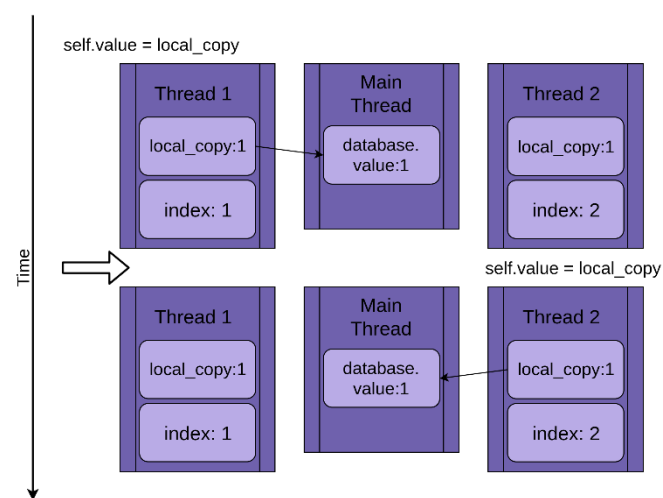 self.value = local_copy
Thread 1
local_copy:1
index: 1
Main
Thread
database.
value:1
Thread 2
local_copy:1
index: 2
Time
self.value = local_copy
Thread 1
local_copy:1
index: 1
Main
Thread
database.
value:1
Thread 2
local_copy:1
index: 2